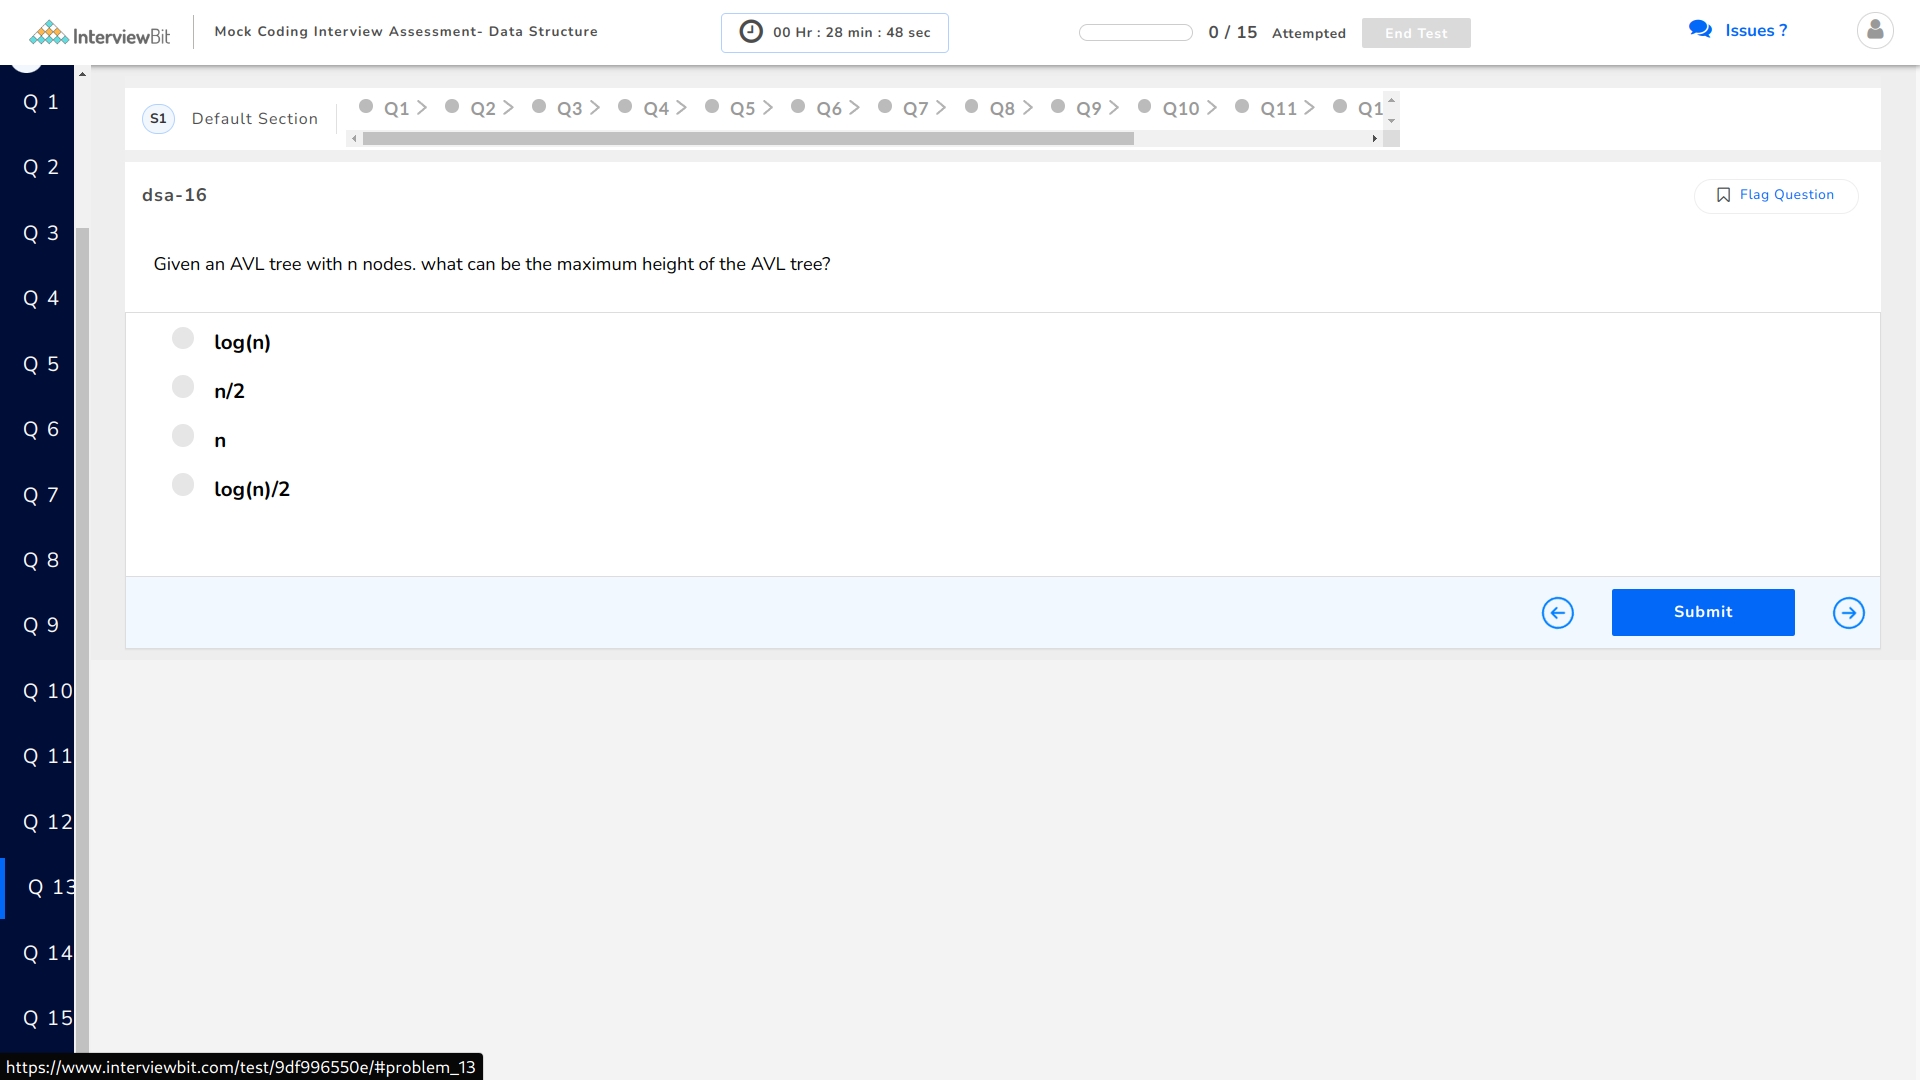 InterviewBit
Mock Coding Interview Assessment- Data Structure
00 Hr : 28 min : 48 sec
0 / 15 Attempted
End Test
Issues ?
Q 1
Q 2
Q 3
Q 4
Q 5
Q 6
Q 7
Q 8
Q 9
Q 10
Q 11
Q 12
Q 13
Q 14
Q 15
S1 Default Section
Q1 Q2 Q3 Q4 Q5 Q6 Q7 Q8 Q9 Q10 Q11 Q1
dsa-16
Flag Question
Given an AVL tree with n nodes. what can be the maximum height of the AVL tree?
log(n)
n/2
n
log(n)/2
Submit
https://www.interviewbit.com/test/9df996550e/#problem_13